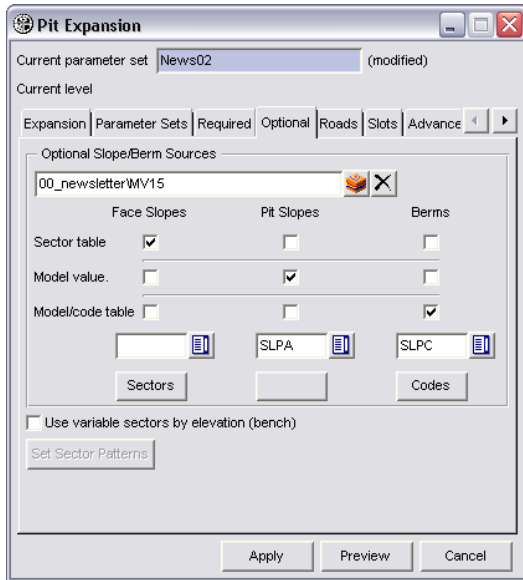 Pit Expansion
Current parameter set News02 (modified)
Current level
Expansion Parameter Sets Required Optional Roads Slots Advance
Optional Slope/Berm Sources
00_newsletter\MV15
Face Slopes Pit Slopes Berms
Sector table
Model value.
Model/code table
SLPA SLPC
Sectors Codes
Use variable sectors by elevation (bench)
Set Sector Patterns
Apply Preview Cancel